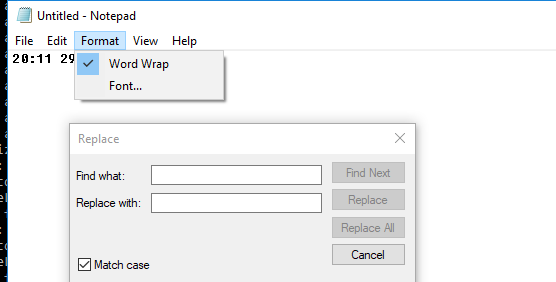 Untitled - Notepad
File Edit Format View Help
20:11 29
Word Wrap
Font...
Replace
Find what:
Find Next
Replace with:
Replace
Replace All
Cancel
Match case